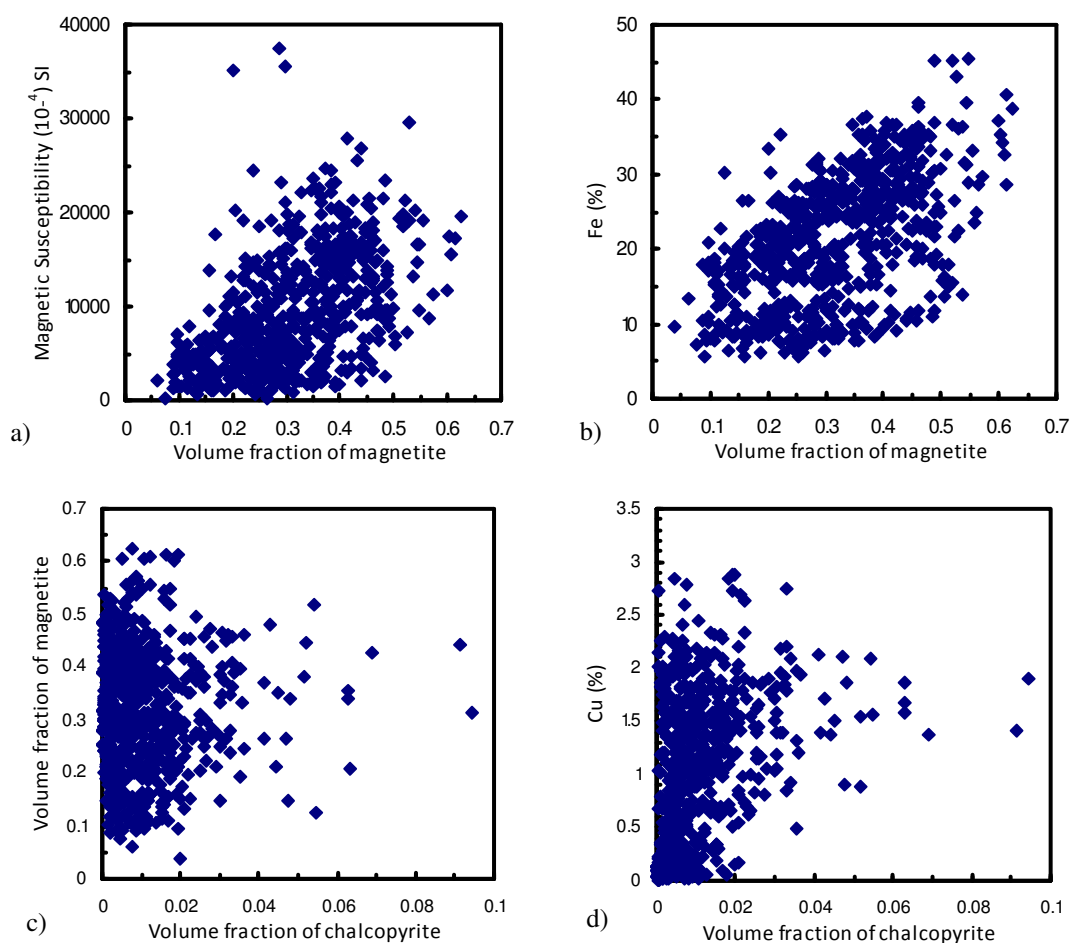 40000
30000
20000
10000
0
Magnetic Susceptibility (10-⁴) SI
0 0.1 0.2 0.3 0.4 0.5 0.6 0.7
Volume fraction of magnetite
a)
50
40
30
20
10
0
Fe (%)
0 0.1 0.2 0.3 0.4 0.5 0.6 0.7
Volume fraction of magnetite
b)
0.7
0.6
0.5
0.4
0.3
0.2
0.1
0
Volume fraction of magnetite
0 0.02 0.04 0.06 0.08 0.1
Volume fraction of chalcopyrite
c)
3.5
3
2.5
2
1.5
1
0.5
0
Cu (%)
0 0.02 0.04 0.06 0.08 0.1
Volume fraction of chalcopyrite
d)